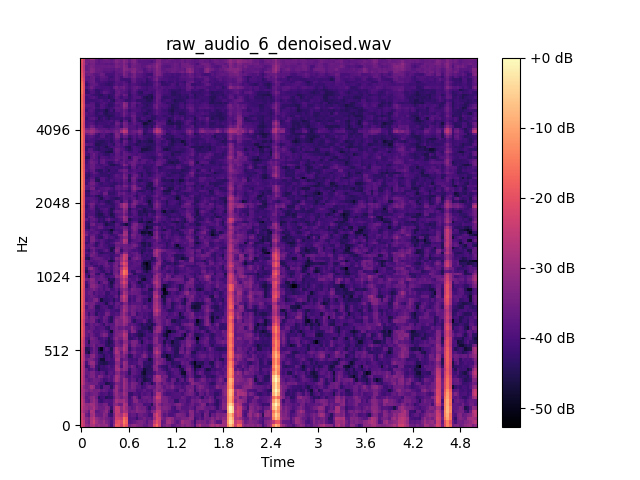 raw_audio_6_denoised.wav
+0 dB
-10 dB
-20 dB
-30 dB
-40 dB
-50 dB
Hz
4096
2048
1024
512
0
0 0.6 1.2 1.8 2.4 3 3.6 4.2 4.8
Time